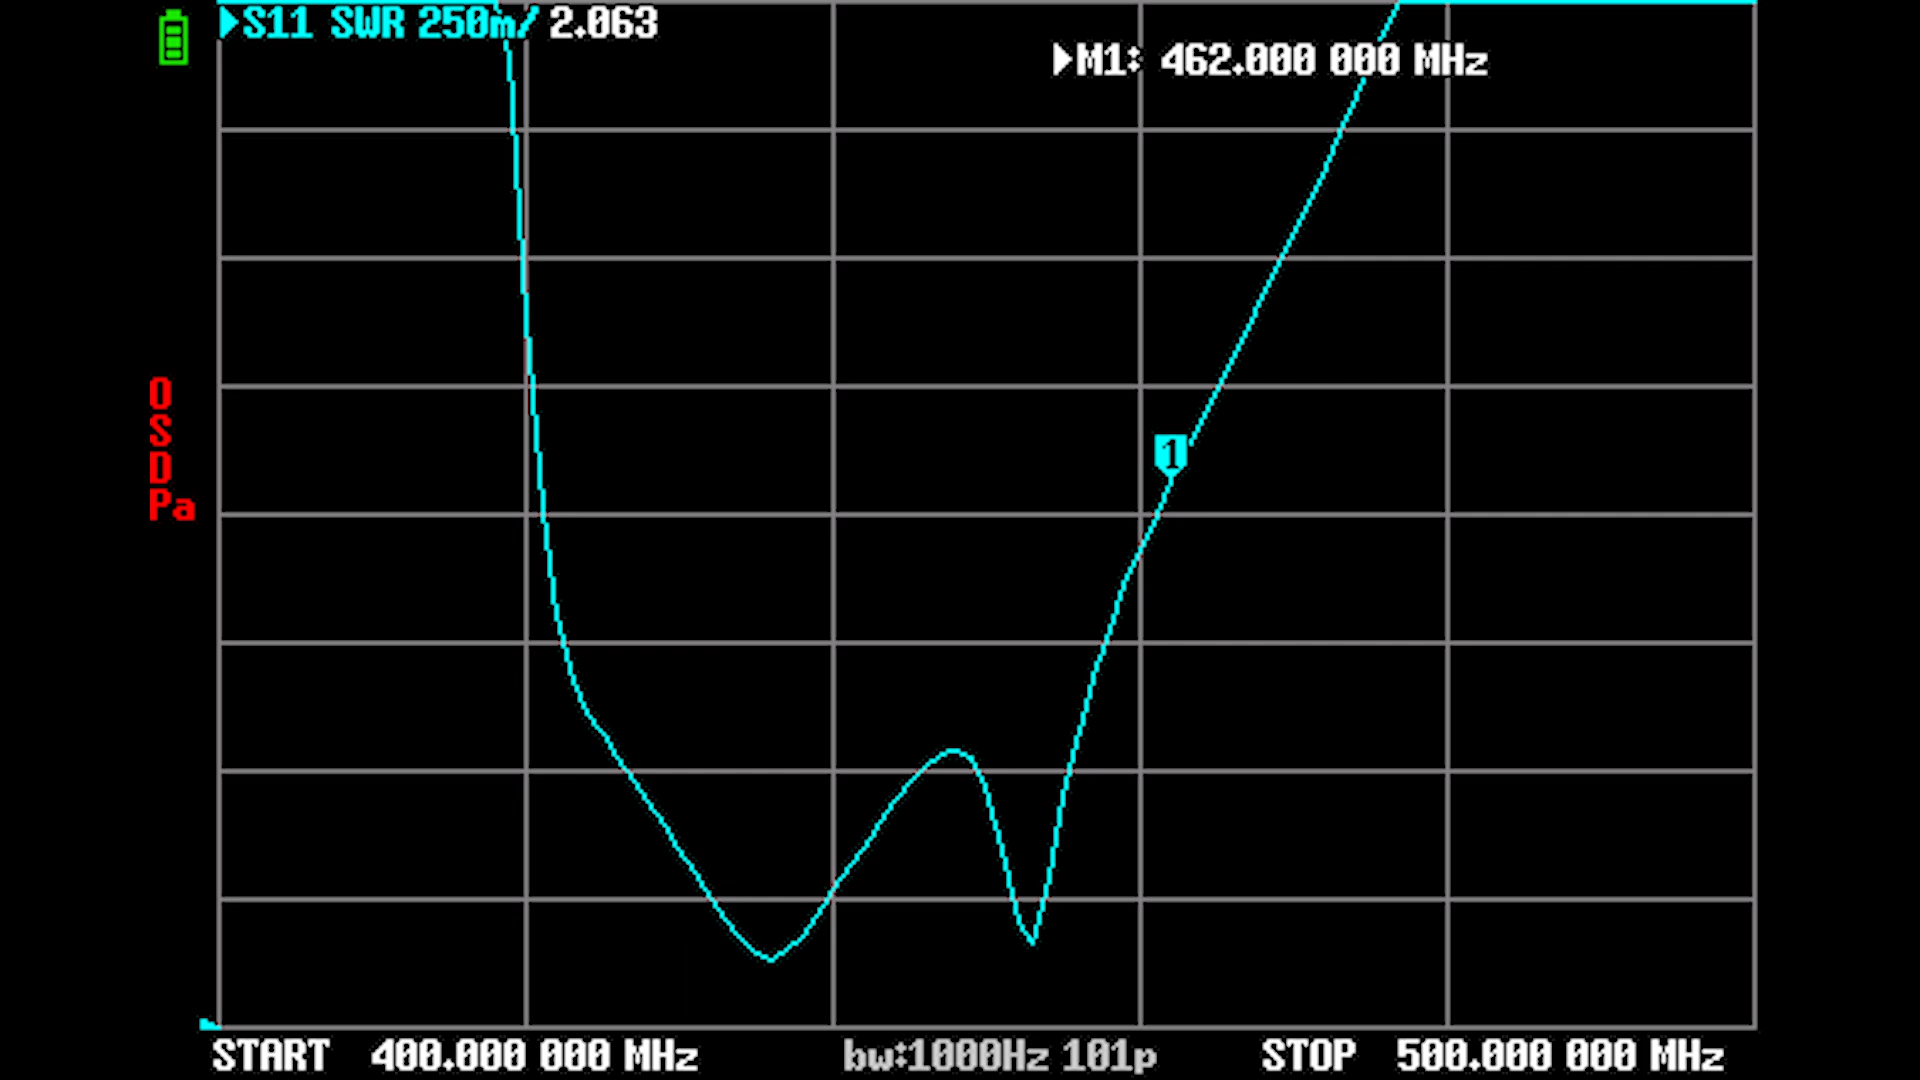 S11 SWR 250m/ 2.063
M1: 462.000 000 MHz
O
S
D
Pa
1
START 400.000 000 MHz bw:1000Hz 101p STOP 500.000 000 MHz